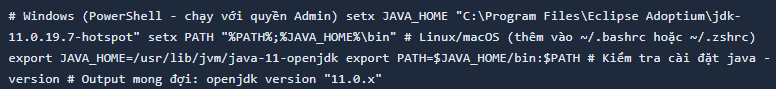 # Windows (PowerShell - chạy với quyền Admin) setx JAVA_HOME "C:\Program Files\Eclipse Adoptium\jdk-
11.0.19.7-hotspot" setx PATH "%PATH%;%JAVA_HOME%\bin" # Linux/macOS (thêm vào ~/.bashrc hoặc ~/.zshrc)
export JAVA_HOME=/usr/lib/jvm/java-11-openjdk export PATH=$JAVA_HOME/bin:$PATH # Kiểm tra cài đặt java -
version # Output mong đợi: openjdk version "11.0.x"